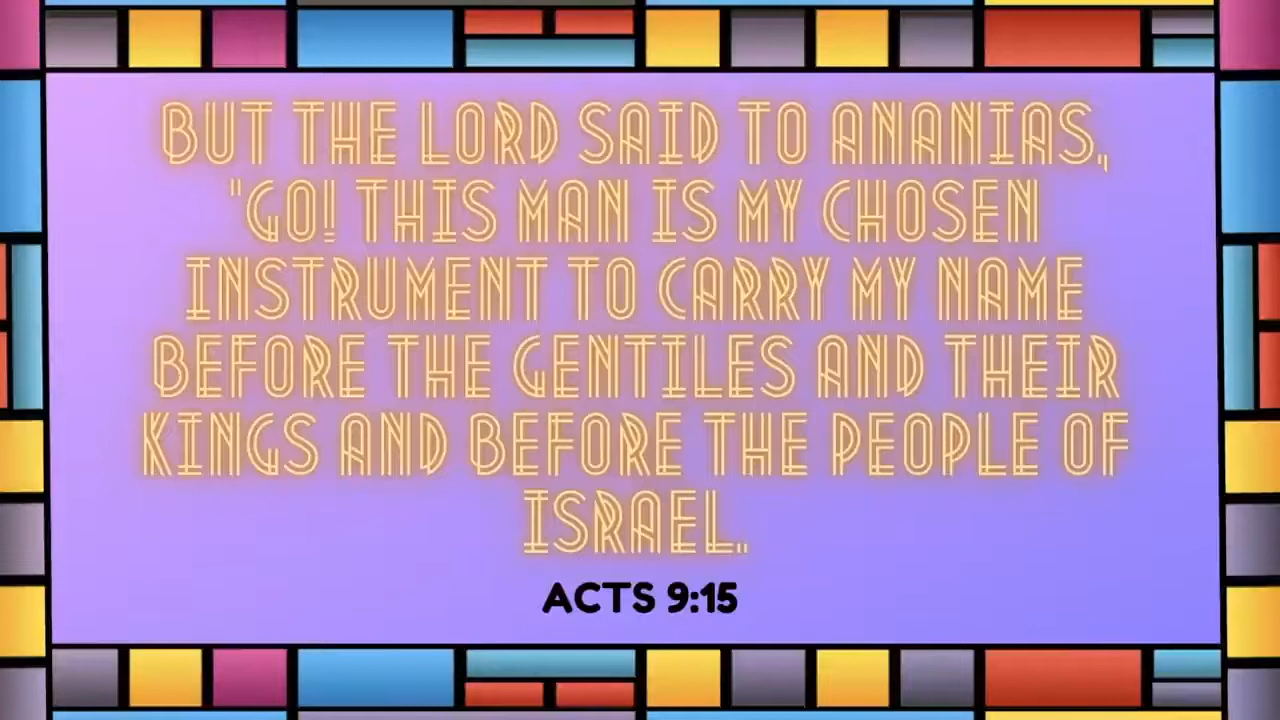 BUT THE LORD SAID TO ANANIAS,
"GO! THIS MAN IS MY CHOSEN
INSTRUMENT TO CARRY MY NAME
BEFORE THE GENTILES AND THEIR
KINGS AND BEFORE THE PEOPLE OF
ISRAEL.
ACTS 9:15